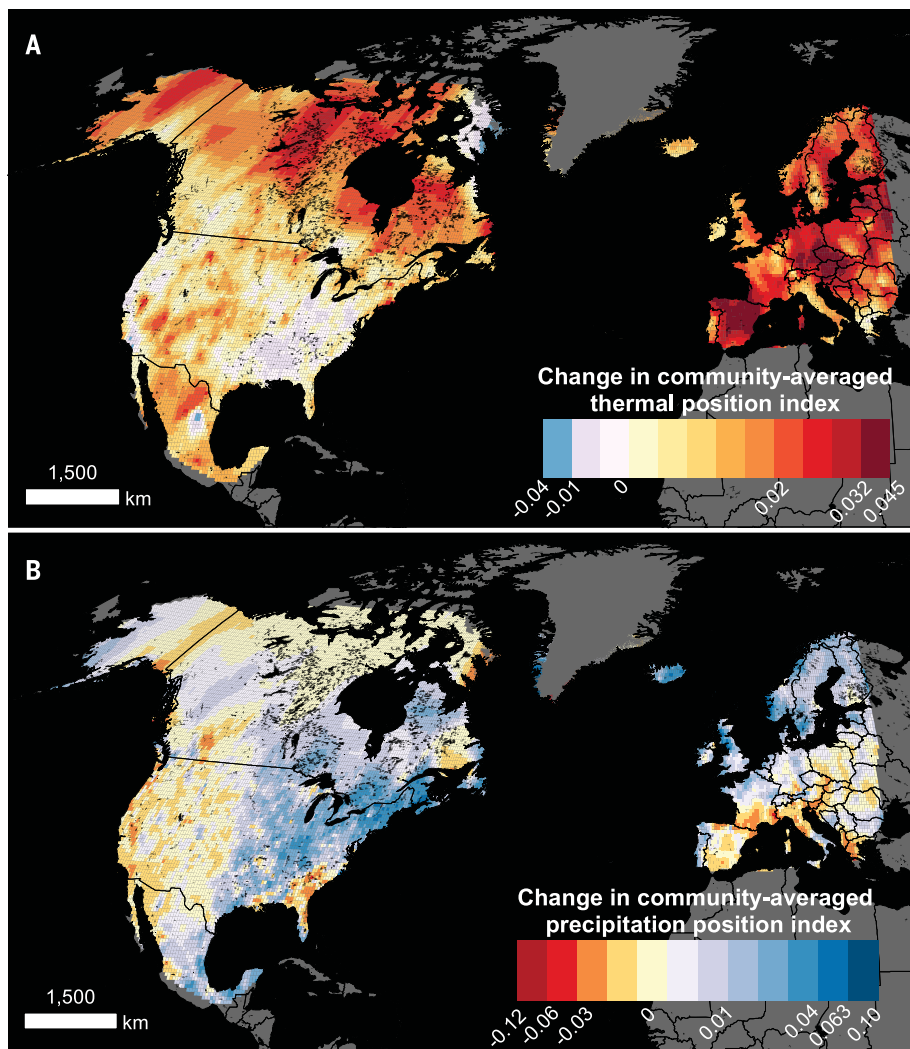 A
Change in community-averaged
thermal position index
-0.04
-0.01
0
0.02
0.032
0.045
1,500
km
B
Change in community-averaged
precipitation position index
-0.12
-0.06
-0.03
0
0.01
0.04
0.063
0.10
1,500
km